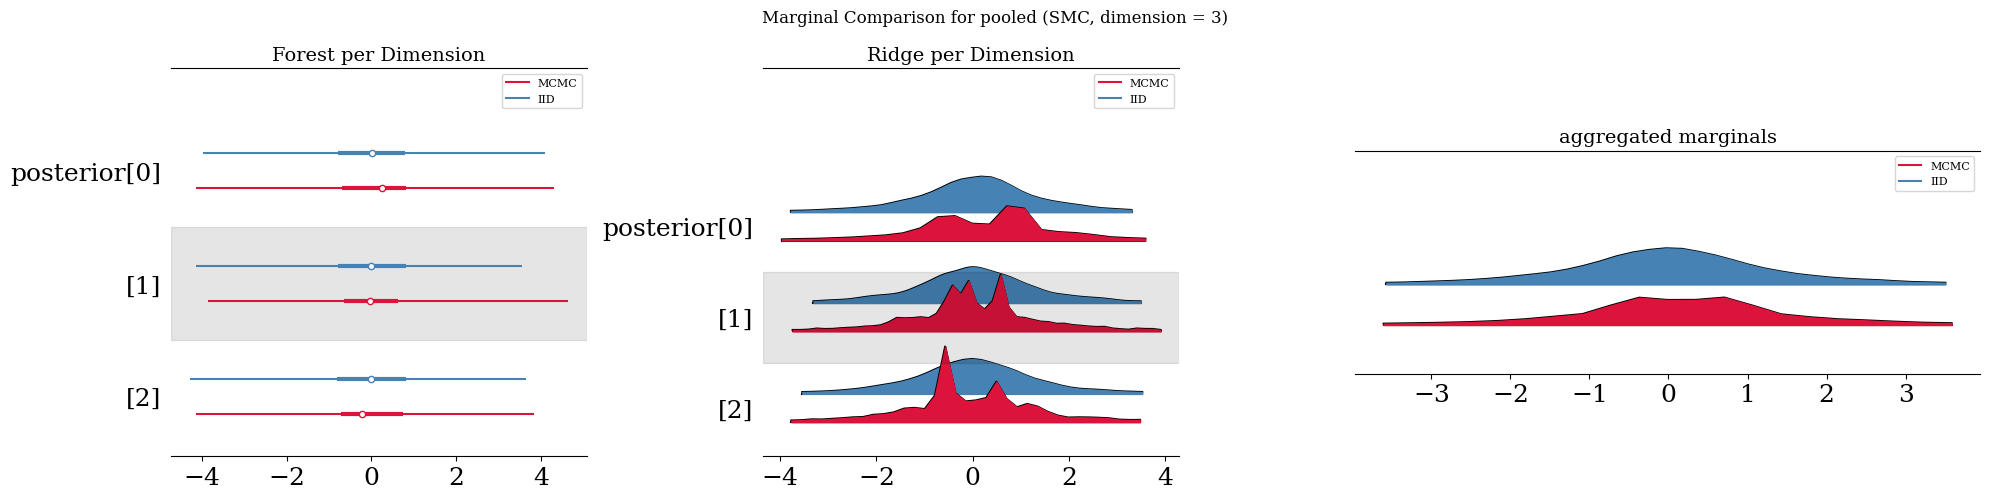 Marginal Comparison for pooled (SMC, dimension = 3)
Forest per Dimension
MCMC
IID
posterior[0]
[1]
[2]
−4 −2 0 2 4
Ridge per Dimension
MCMC
IID
posterior[0]
[1]
[2]
−4 −2 0 2 4
aggregated marginals
MCMC
IID
−3 −2 −1 0 1 2 3